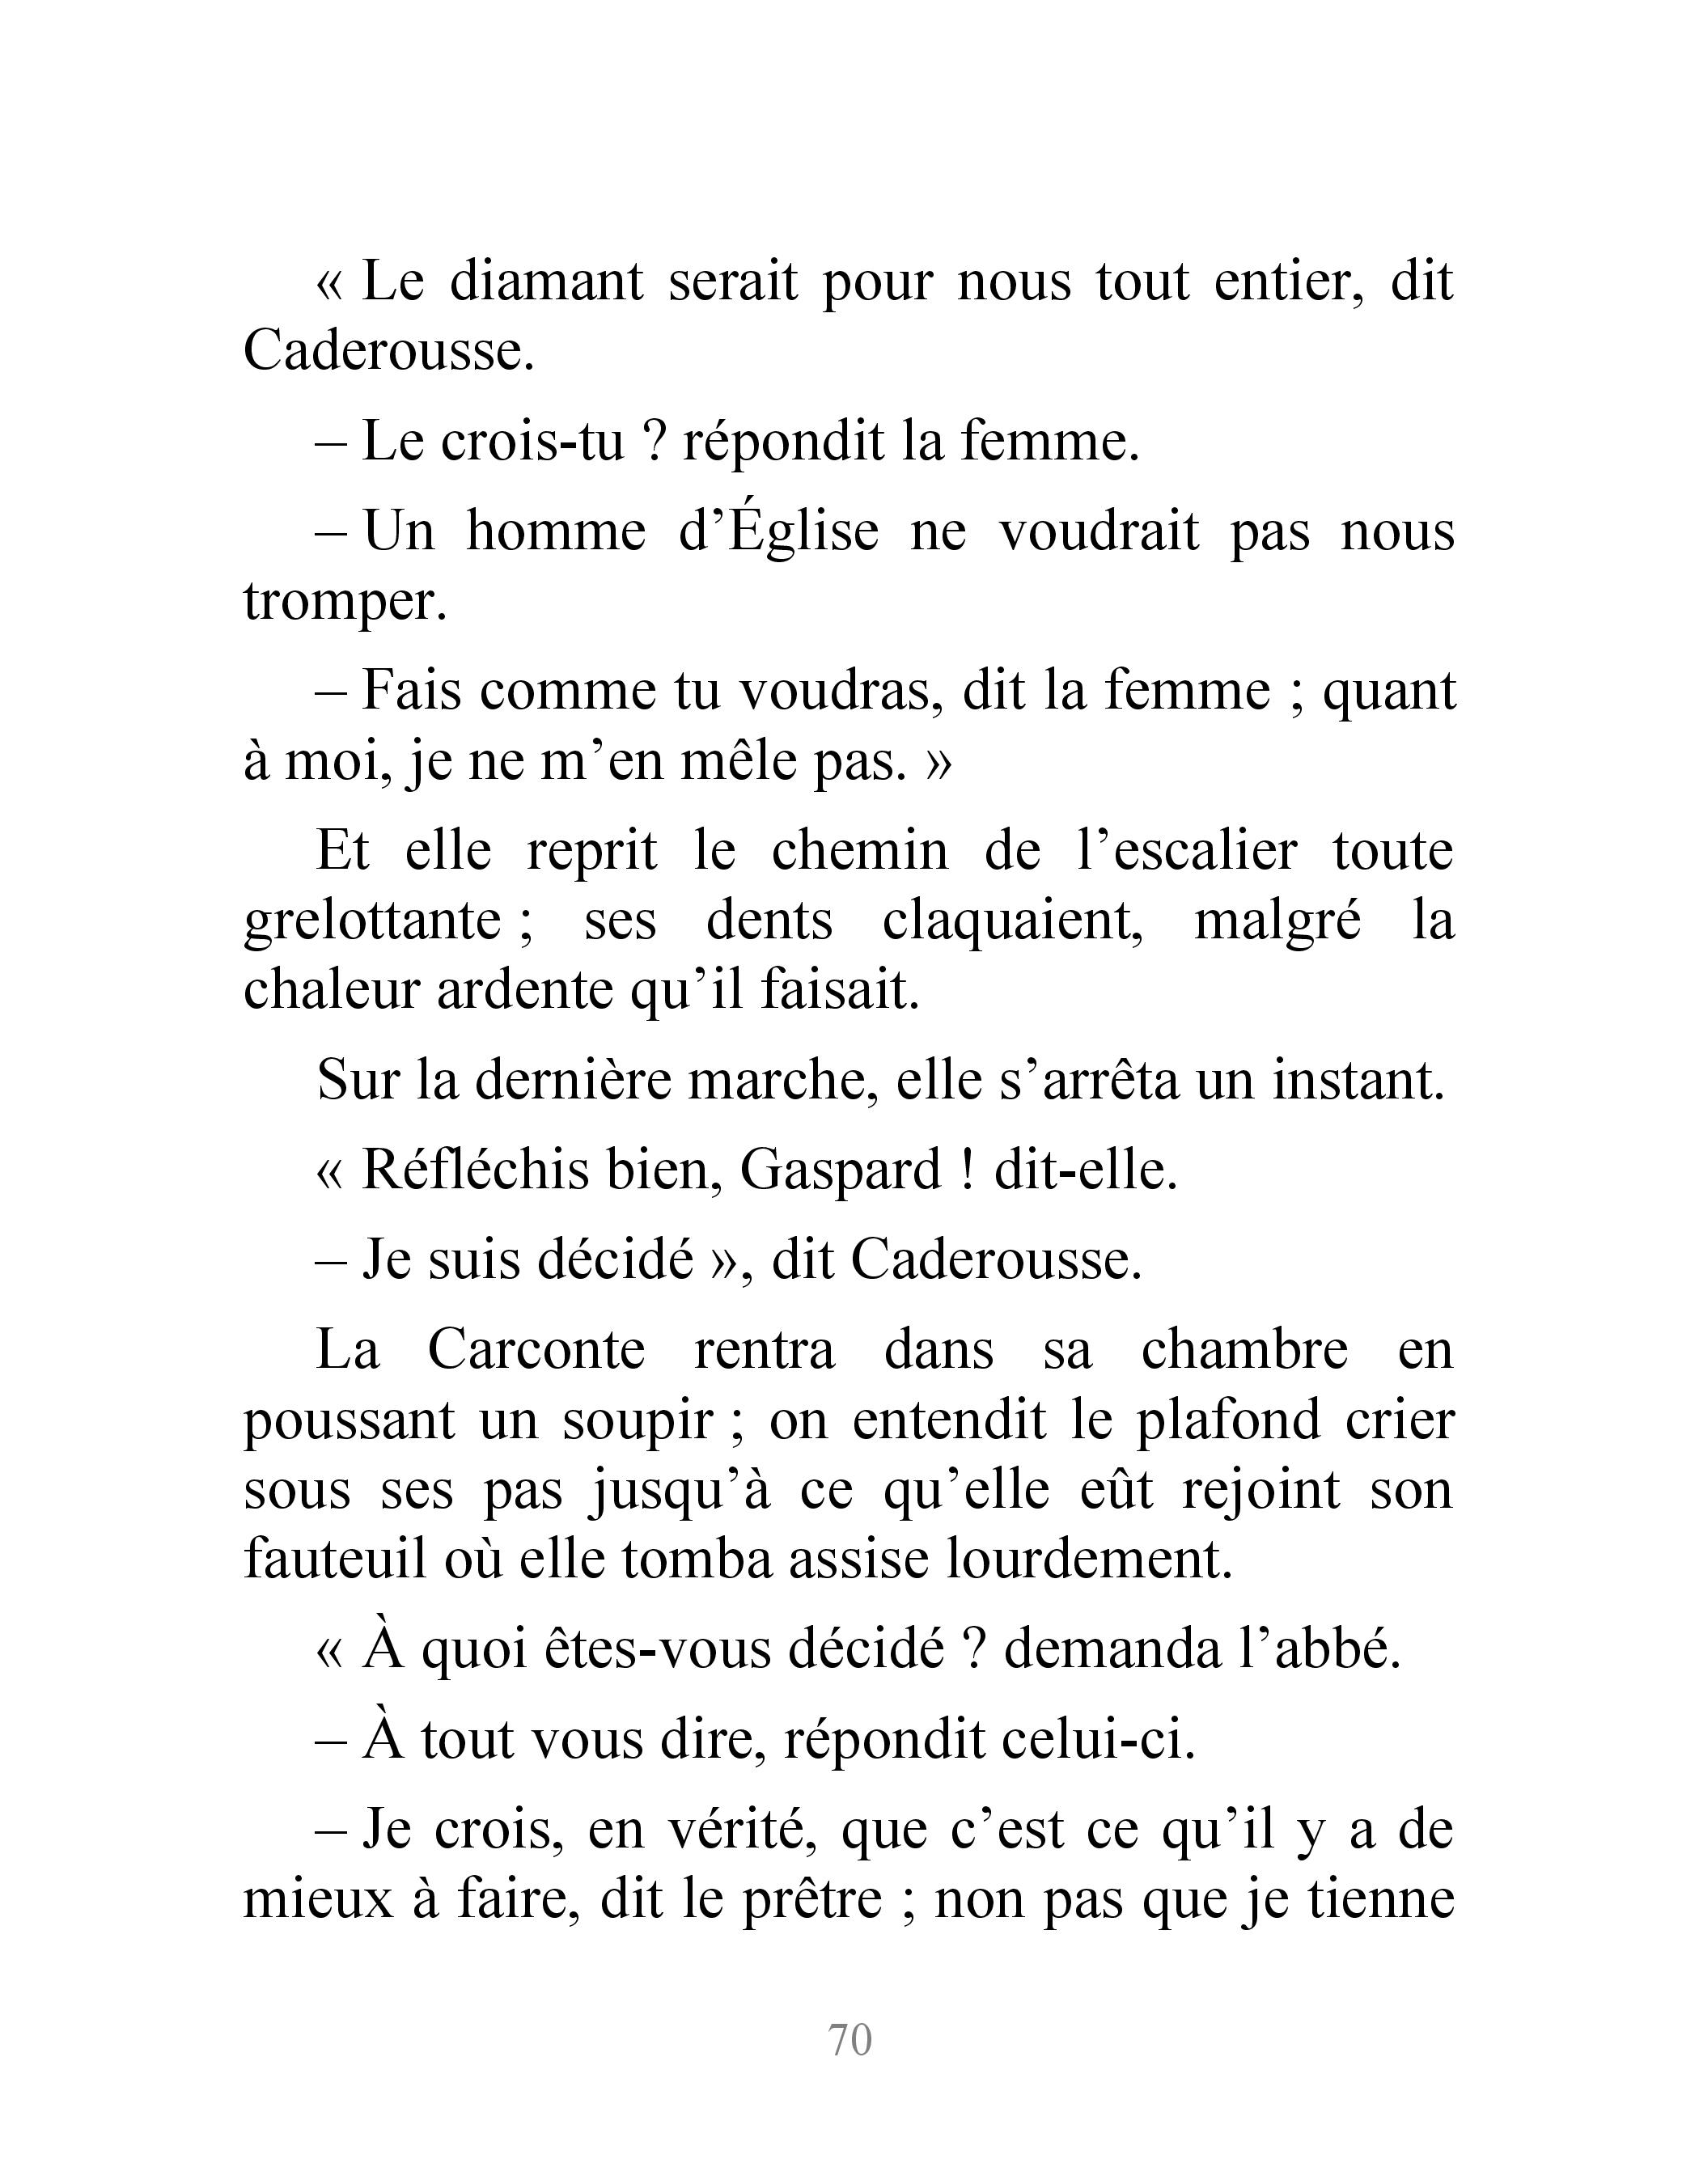 « Le diamant serait pour nous tout entier, dit
Caderousse.
– Le crois-tu ? répondit la femme.
– Un homme d’Église ne voudrait pas nous
tromper.
– Fais comme tu voudras, dit la femme ; quant
à moi, je ne m’en mêle pas. »
Et elle reprit le chemin de l’escalier toute
grelottante ; ses dents claquaient, malgré la
chaleur ardente qu’il faisait.
Sur la dernière marche, elle s’arrêta un instant.
« Réfléchis bien, Gaspard ! dit-elle.
– Je suis décidé », dit Caderousse.
La Carconte rentra dans sa chambre en
poussant un soupir ; on entendit le plafond crier
sous ses pas jusqu’à ce qu’elle eût rejoint son
fauteuil où elle tomba assise lourdement.
« À quoi êtes-vous décidé ? demanda l’abbé.
– À tout vous dire, répondit celui-ci.
– Je crois, en vérité, que c’est ce qu’il y a de
mieux à faire, dit le prêtre ; non pas que je tienne
70